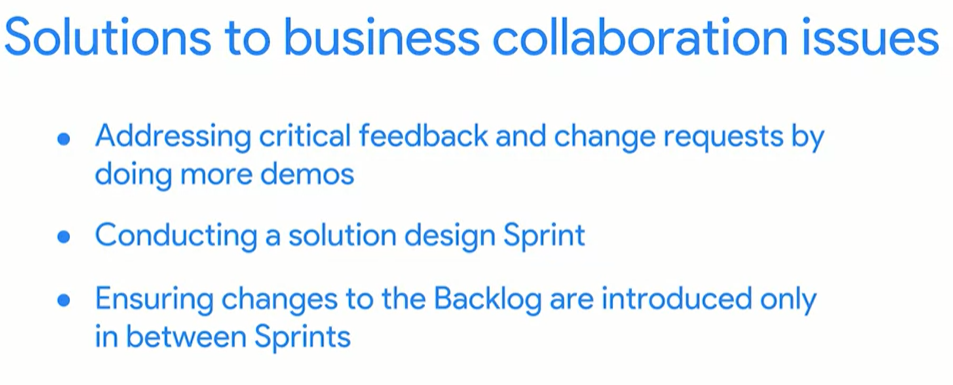 Solutions to business collaboration issues
• Addressing critical feedback and change requests by
doing more demos
• Conducting a solution design Sprint
• Ensuring changes to the Backlog are introduced only
in between Sprints